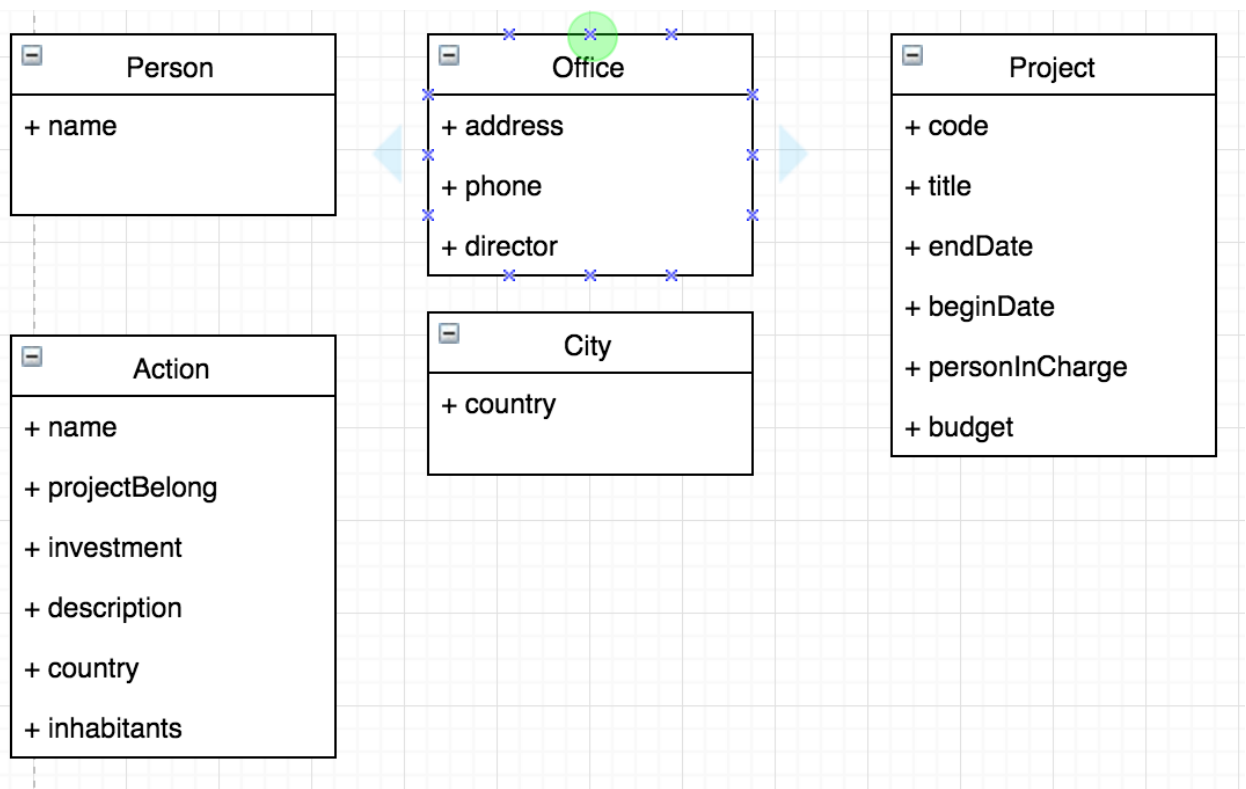 Person
+ name
Office
+ address
+ phone
+ director
Project
+ code
+ title
+ endDate
+ beginDate
+ personInCharge
+ budget
Action
+ name
+ projectBelong
+ investment
+ description
+ country
+ inhabitants
City
+ country